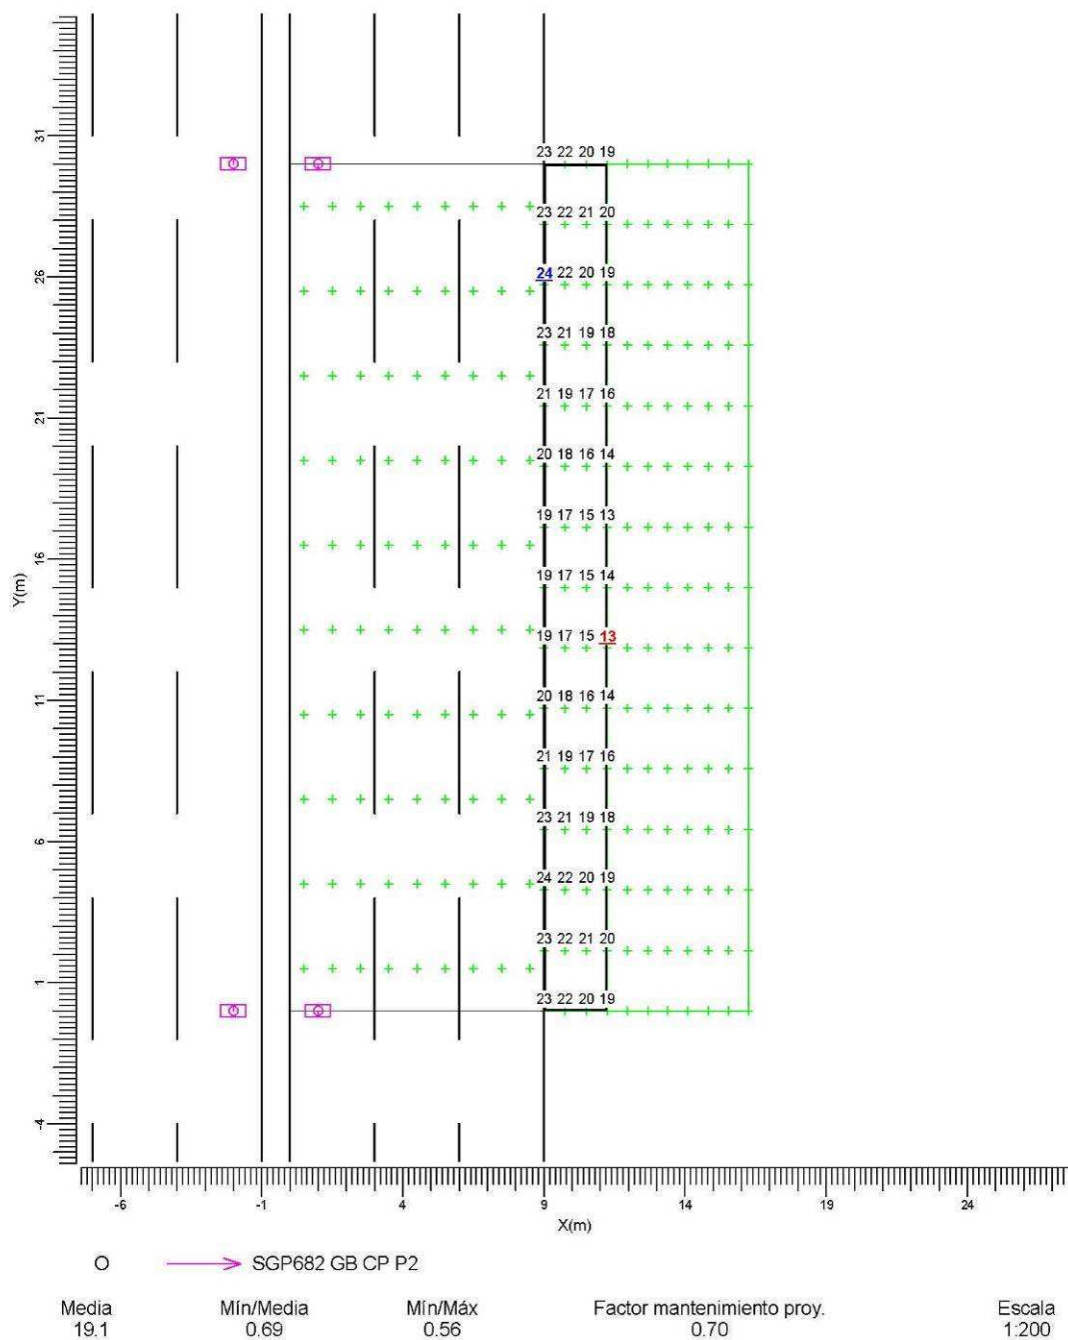 31
23 22 20 19
23 22 21 20
26
24 22 20 19
23 21 19 18
21
21 19 17 16
20 18 16 14
19 17 15 13
16
19 17 15 14
Y(m)
19 17 15 13
11
20 18 16 14
21 19 17 16
6
23 21 19 18
24 22 20 19
23 22 21 20
1
23 22 20 19
-4
-6 -1 4 9 14 19 24
X(m)
SGP682 GB CP P2
Media Mín/Media Mín/Máx Factor mantenimiento proy. Escala
19.1 0.69 0.56 0.70 1:200